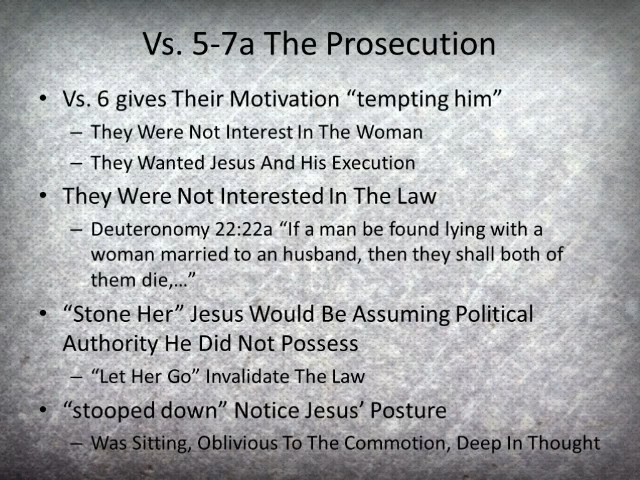 Vs. 5-7a The Prosecution
• Vs. 6 gives Their Motivation “tempting him”
– They Were Not Interest In The Woman
– They Wanted Jesus And His Execution
• They Were Not Interested In The Law
– Deuteronomy 22:22a “If a man be found lying with a
woman married to an husband, then they shall both of
them die,…”
• “Stone Her” Jesus Would Be Assuming Political
Authority He Did Not Possess
– “Let Her Go” Invalidate The Law
• “stooped down” Notice Jesus’ Posture
– Was Sitting, Oblivious To The Commotion, Deep In Thought